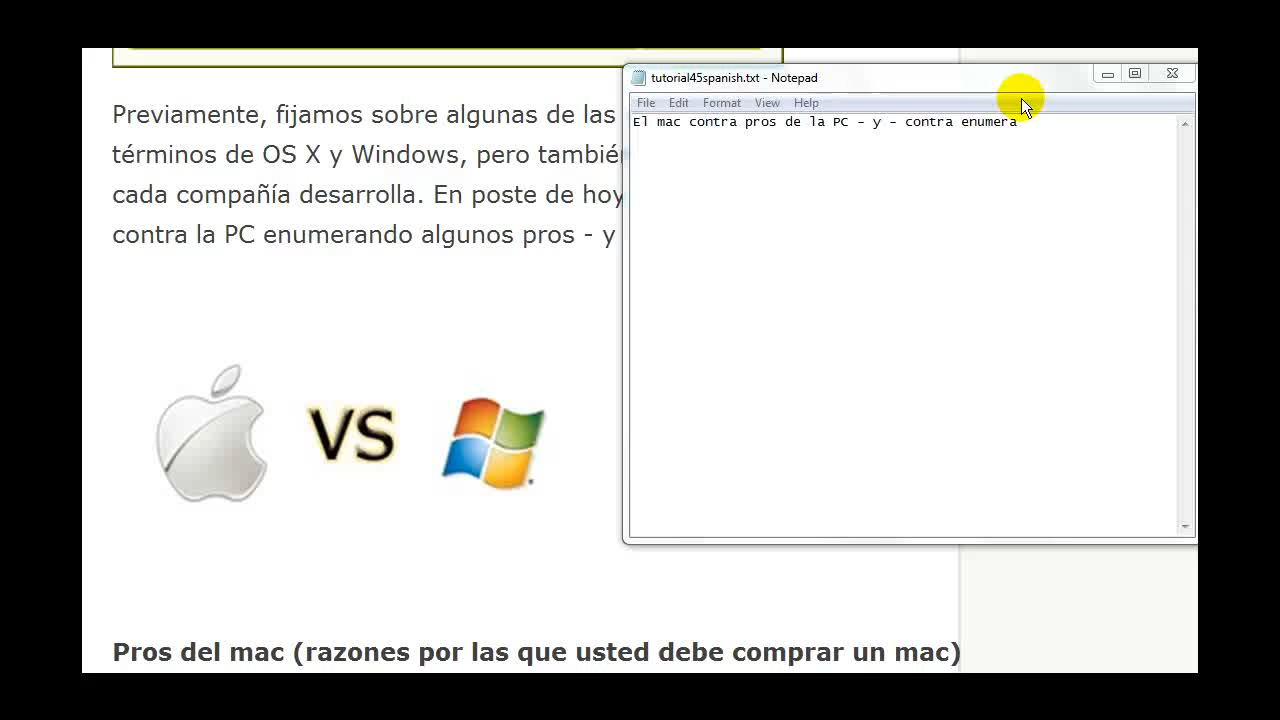 Previamente, fijamos sobre algunas de las
términos de OS X y Windows, pero también
cada compañía desarrolla. En poste de hoy
contra la PC enumerando algunos pros - y
VS
Pros del mac (razones por las que usted debe comprar un mac)
tutorial45spanish.txt - Notepad
File Edit Format View Help
El mac contra pros de la PC - y - contra enumera